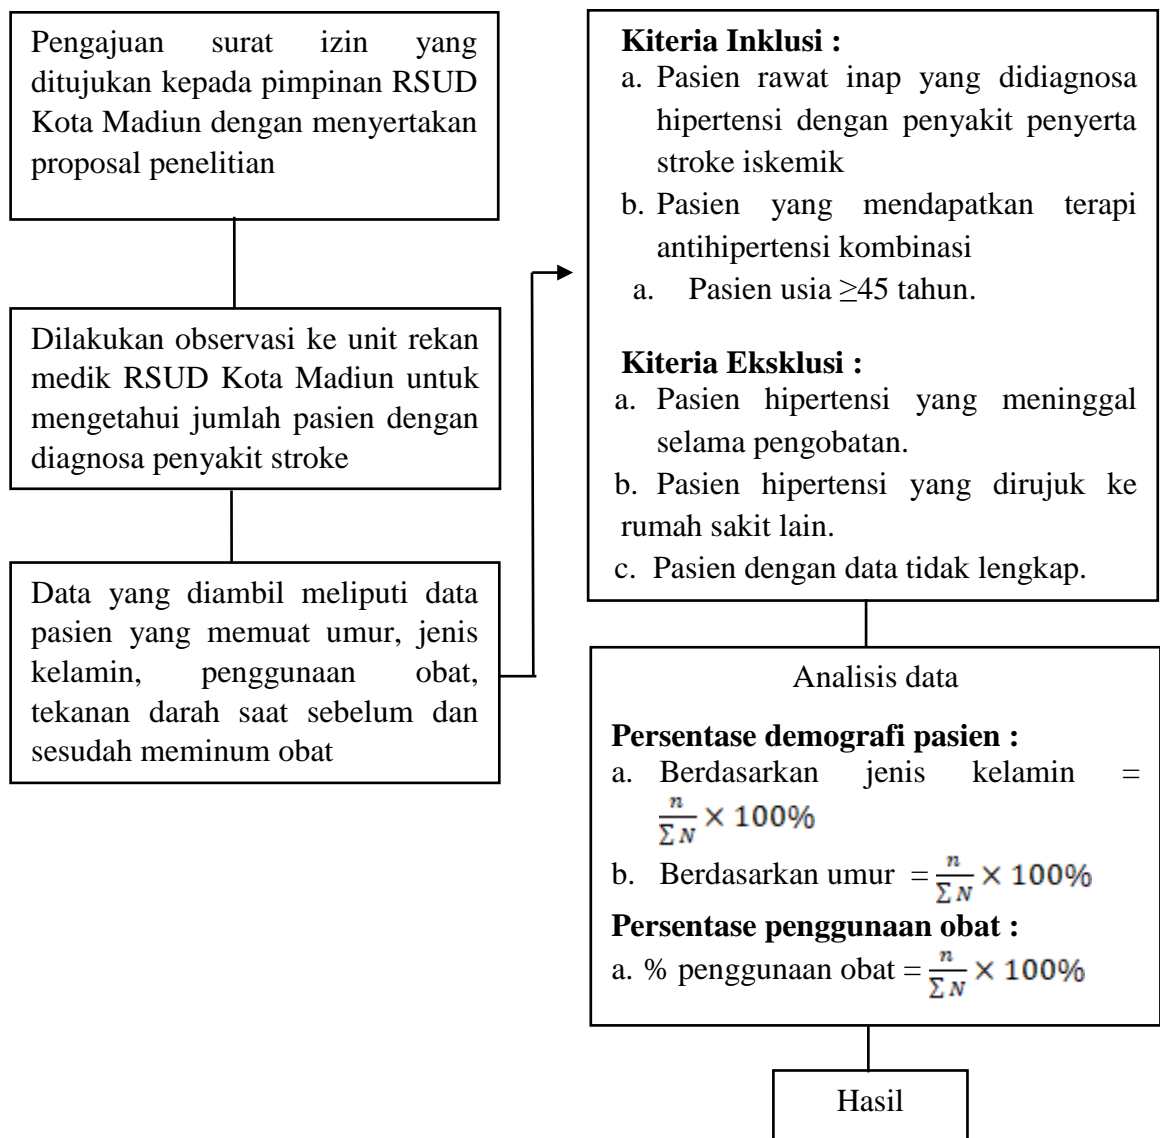 Pengajuan surat izin yang
ditujukan kepada pimpinan RSUD
Kota Madiun dengan menyertakan
proposal penelitian
Dilakukan observasi ke unit rekan
medik RSUD Kota Madiun untuk
mengetahui jumlah pasien dengan
diagnosa penyakit stroke
Data yang diambil meliputi data
pasien yang memuat umur, jenis
kelamin, penggunaan obat,
tekanan darah saat sebelum dan
sesudah meminum obat
Kiteria Inklusi :
a. Pasien rawat inap yang didiagnosa
hipertensi dengan penyakit penyerta
stroke iskemik
b. Pasien yang mendapatkan terapi
antihipertensi kombinasi
a. Pasien usia ≥45 tahun.
Kiteria Eksklusi :
a. Pasien hipertensi yang meninggal
selama pengobatan.
b. Pasien hipertensi yang dirujuk ke
rumah sakit lain.
c. Pasien dengan data tidak lengkap.
Analisis data
Persentase demografi pasien :
a. Berdasarkan jenis kelamin =
n/∑N × 100%
b. Berdasarkan umur = n/∑N × 100%
Persentase penggunaan obat :
a. % penggunaan obat = n/∑N × 100%
Hasil